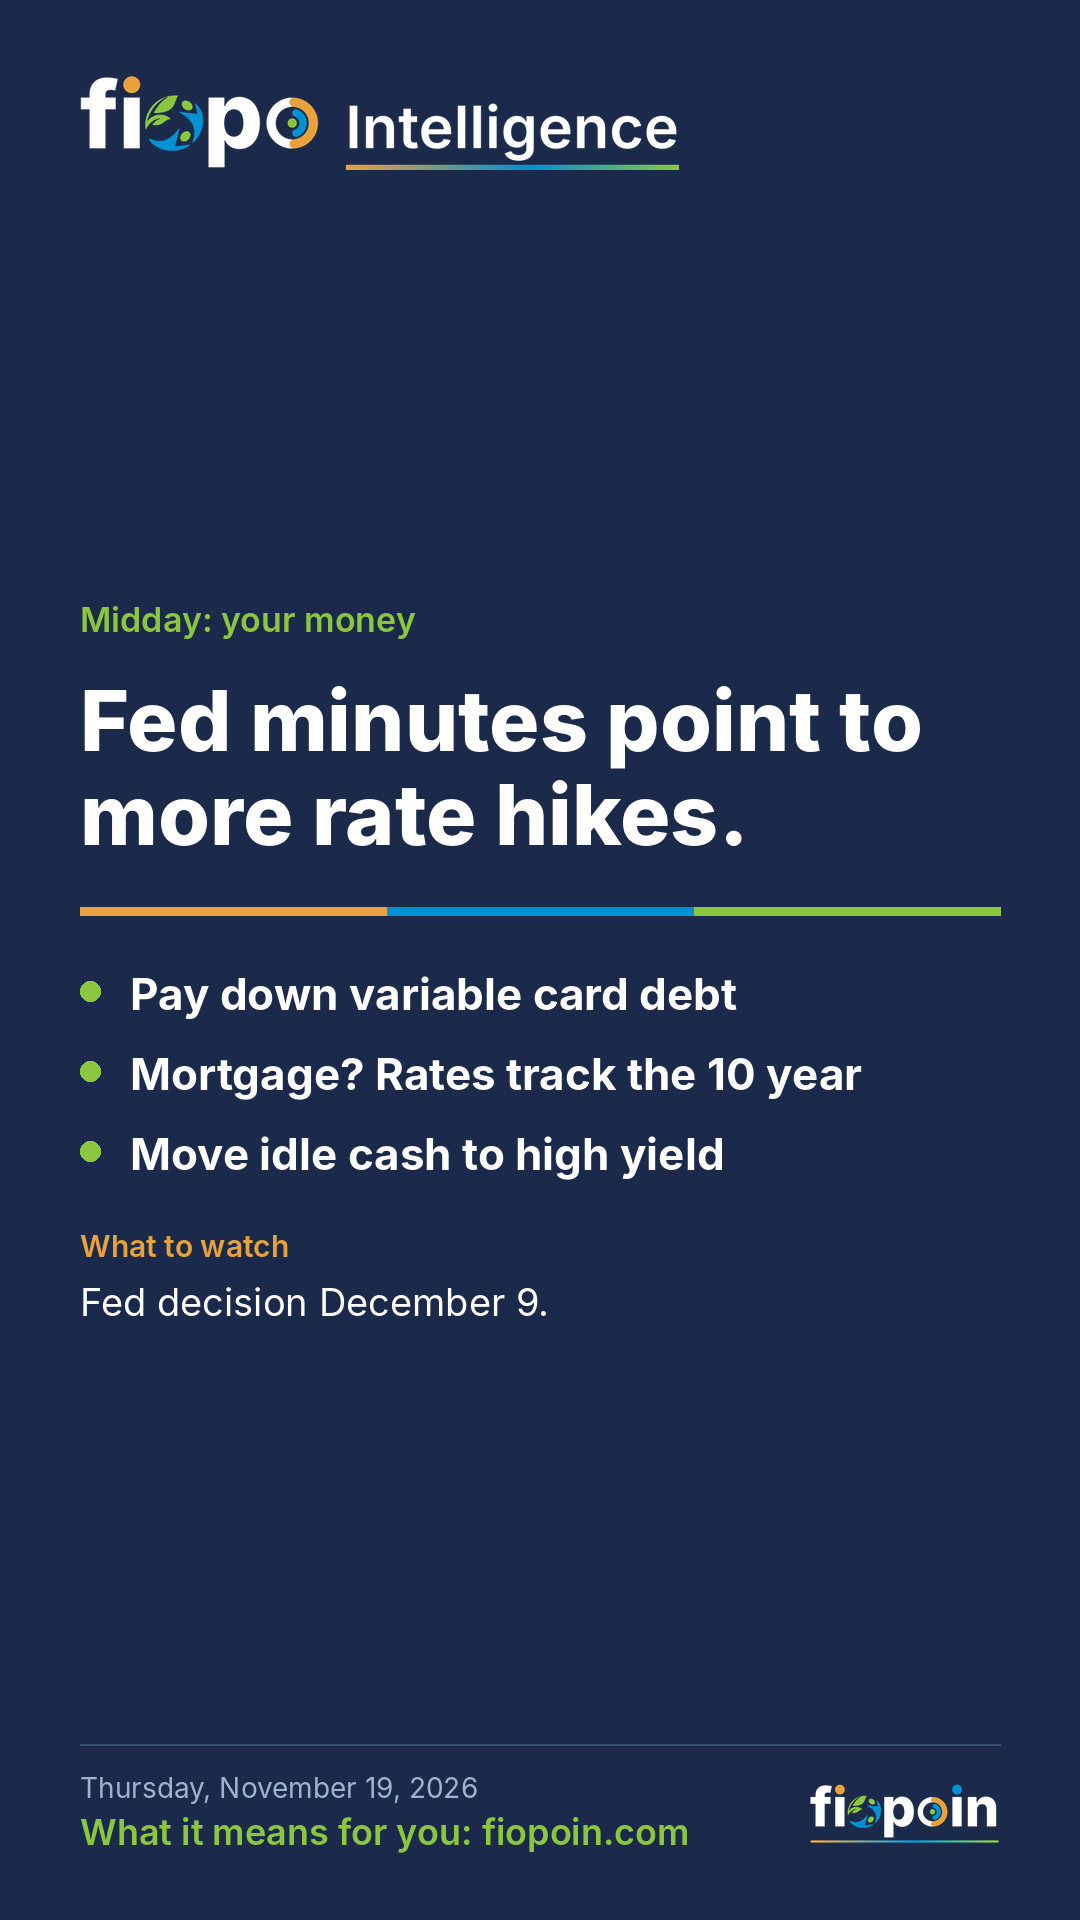 fiopo Intelligence
Midday: your money
Fed minutes point to
more rate hikes.
Pay down variable card debt
Mortgage? Rates track the 10 year
Move idle cash to high yield
What to watch
Fed decision December 9.
Thursday, November 19, 2026
What it means for you: fiopoin.com
fiopoin